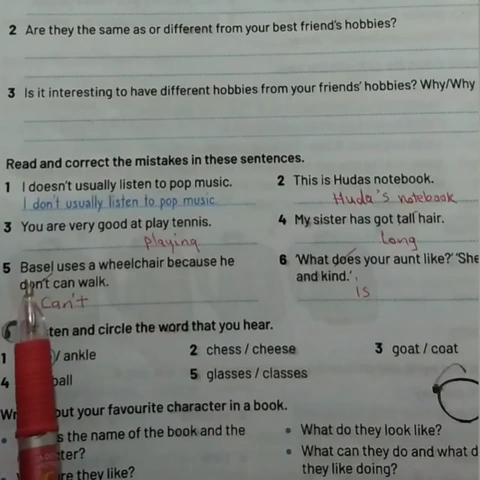 2 Are they the same as or different from your best friend's hobbies?
3 Is it interesting to have different hobbies from your friends' hobbies? Why/Why
Read and correct the mistakes in these sentences.
1 I doesn't usually listen to pop music.
I don't usually listen to pop music
2 This is Hudas notebook.
Huda's notebook
3 You are very good at play tennis.
playing
4 My sister has got tall hair.
long
5 Basel uses a wheelchair because he
don't can walk.
Can't
6 'What does your aunt like?' 'She
and kind.'
is
ten and circle the word that you hear.
1 / ankle
2 chess / cheese
3 goat / coat
4 ball
5 glasses / classes
Wr out your favourite character in a book.
• s the name of the book and the
cter?
• re they like?
• What do they look like?
• What can they do and what d
they like doing?